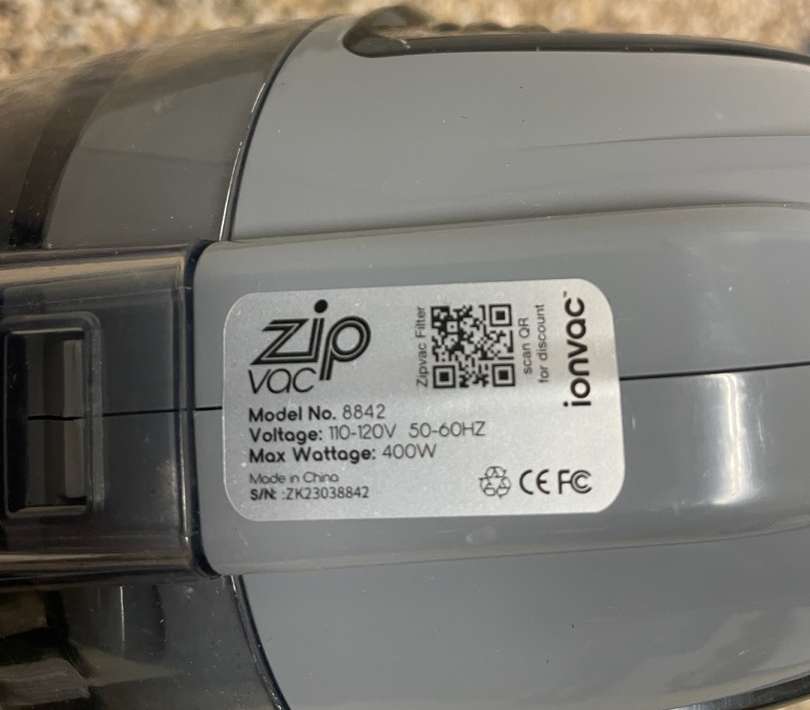 zip
vac
Model No. 8842
Voltage: 110-120V 50-60HZ
Max Wattage: 400W
Made in China
S/N: :ZK23038842
Zipvac Filter
scan QR
for discount
ionvac™
CE FC